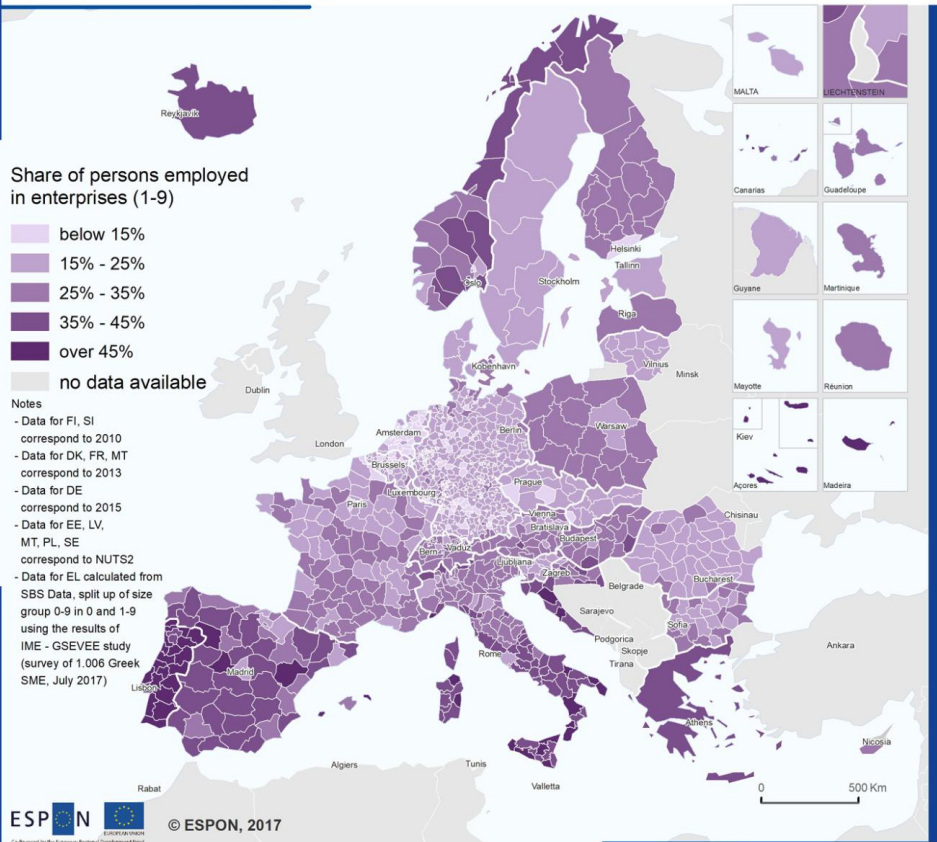 Share of persons employed
in enterprises (1-9)
below 15%
15% - 25%
25% - 35%
35% - 45%
over 45%
no data available
Notes
- Data for FI, SI
correspond to 2010
- Data for DK, FR, MT
correspond to 2013
- Data for DE
correspond to 2015
- Data for EE, LV,
MT, PL, SE
correspond to NUTS2
- Data for EL calculated from
SBS Data, split up of size
group 0-9 in 0 and 1-9
using the results of
IME - GSEVEE study
(survey of 1.006 Greek
SME, July 2017)
Reykjavik
Helsinki
Tallinn
Oslo
Stockholm
Riga
København
Vilnius
Minsk
Dublin
Amsterdam
Berlin
Warsaw
London
Brussels
Prague
Luxembourg
Paris
Vienna
Chisinau
Bratislava
Bern
Vaduz
Budapest
Ljubljana
Zagreb
Belgrade
Bucharest
Sarajevo
Sofia
Podgorica
Skopje
Tirana
Rome
Madrid
Lisbon
Ankara
Athens
Nicosia
Algiers
Tunis
Rabat
Valletta
MALTA
LIECHTENSTEIN
Canarias
Guadeloupe
Guyane
Martinique
Mayotte
Réunion
Kiev
Açores
Madeira
0 500 Km
ESPON
EUROPEAN UNION
© ESPON, 2017